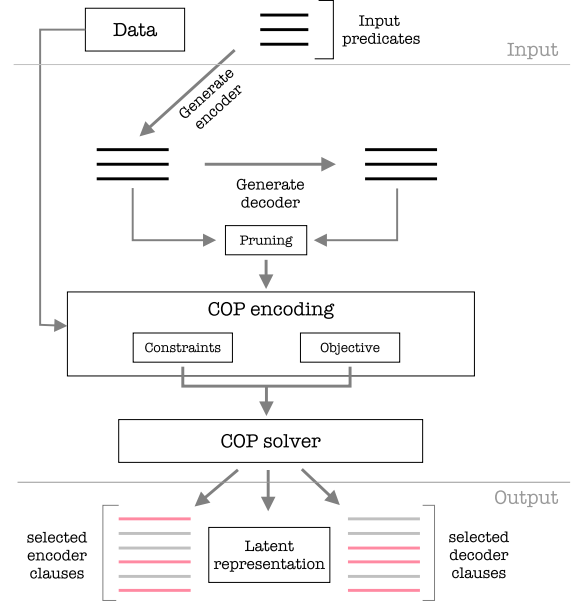 Data
Input
predicates
Input
Generate
encoder
Generate
decoder
Pruning
COP encoding
Constraints
Objective
COP solver
Output
selected
encoder
clauses
Latent
representation
selected
decoder
clauses